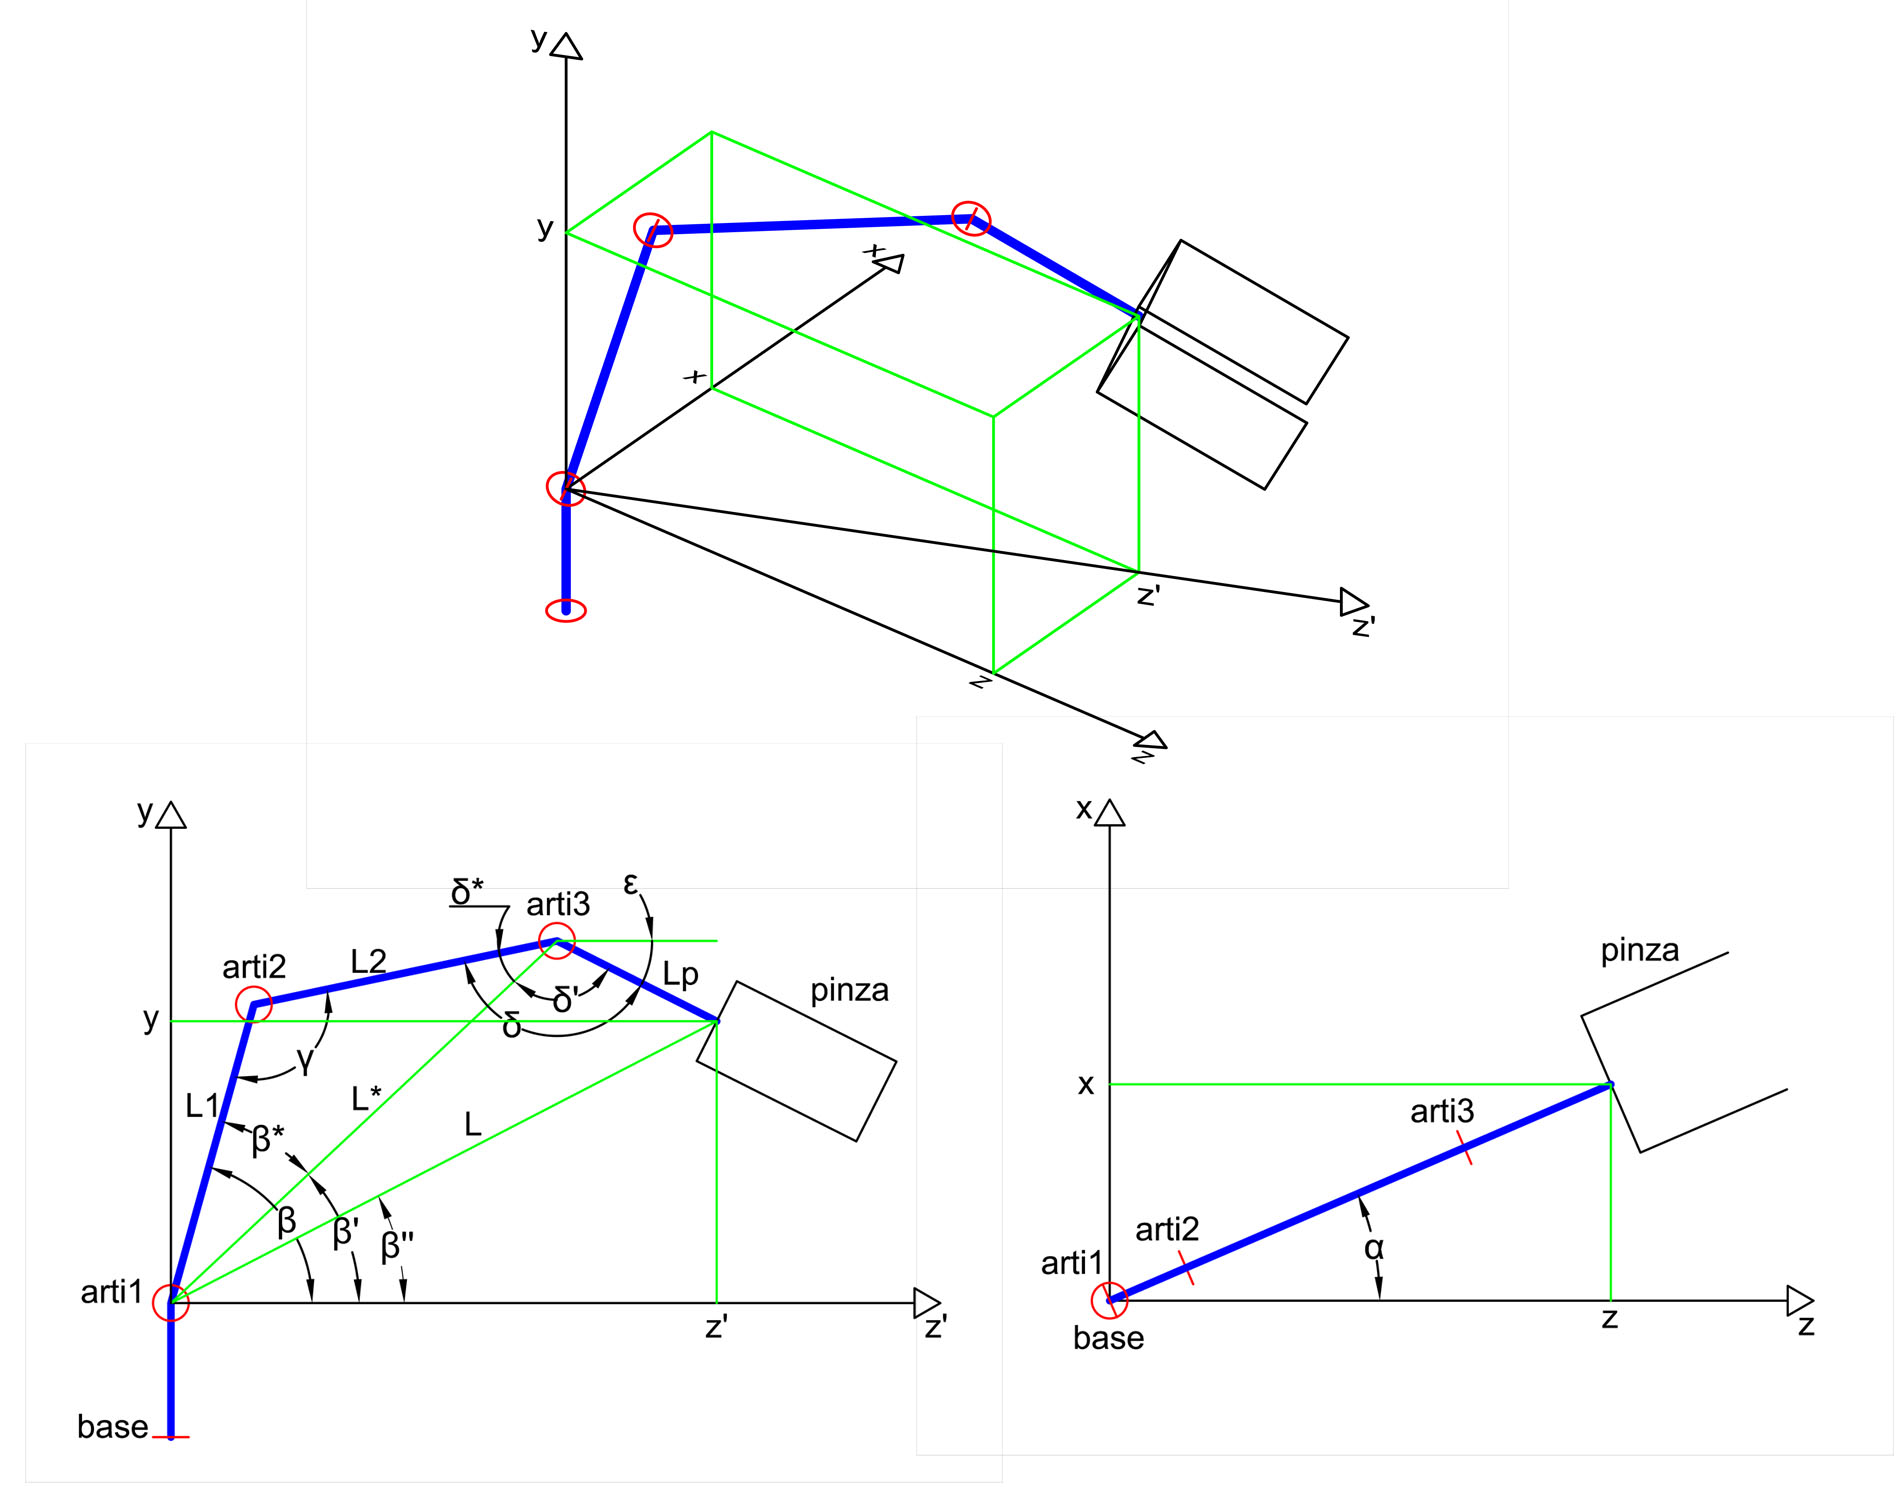 y
y
x
x
z'
z'
z
z
y
δ*
arti3
ε
arti2
L2
Lp
pinza
δ'
y
δ
γ
L*
L1
β*
L
β
β'
β''
arti1
z'
z'
base
x
pinza
x
arti3
arti2
α
arti1
base
z
z